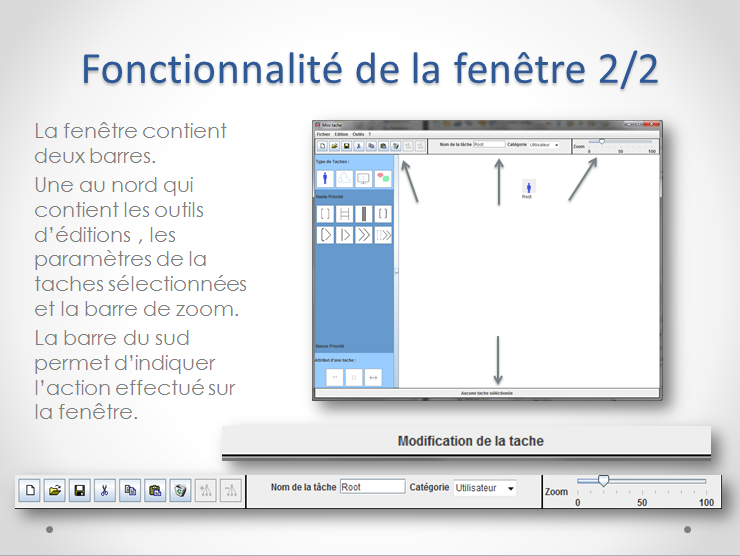 Fonctionnalité de la fenêtre 2/2
La fenêtre contient
deux barres.
Une au nord qui
contient les outils
d’éditions , les
paramètres de la
taches sélectionnées
et la barre de zoom.
La barre du sud
permet d’indiquer
l’action effectué sur
la fenêtre.
Mini tache
Fichier Edition Outils ?
Nom de la tâche Root Catégorie Utilisateur Zoom
0 50 100
Type de Taches :
Root
Haute Priorité
Basse Priorité
Attribut d'une tache :
Aucune tache sélectionée
Modification de la tache
Nom de la tâche Root Catégorie Utilisateur Zoom
0 50 100